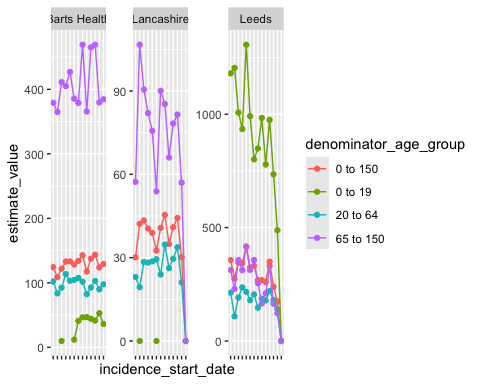 Barts Health
Lancashire
Leeds
estimate_value
0
100
200
300
400
0
30
60
90
0
500
1000
incidence_start_date
denominator_age_group
0 to 150
0 to 19
20 to 64
65 to 150